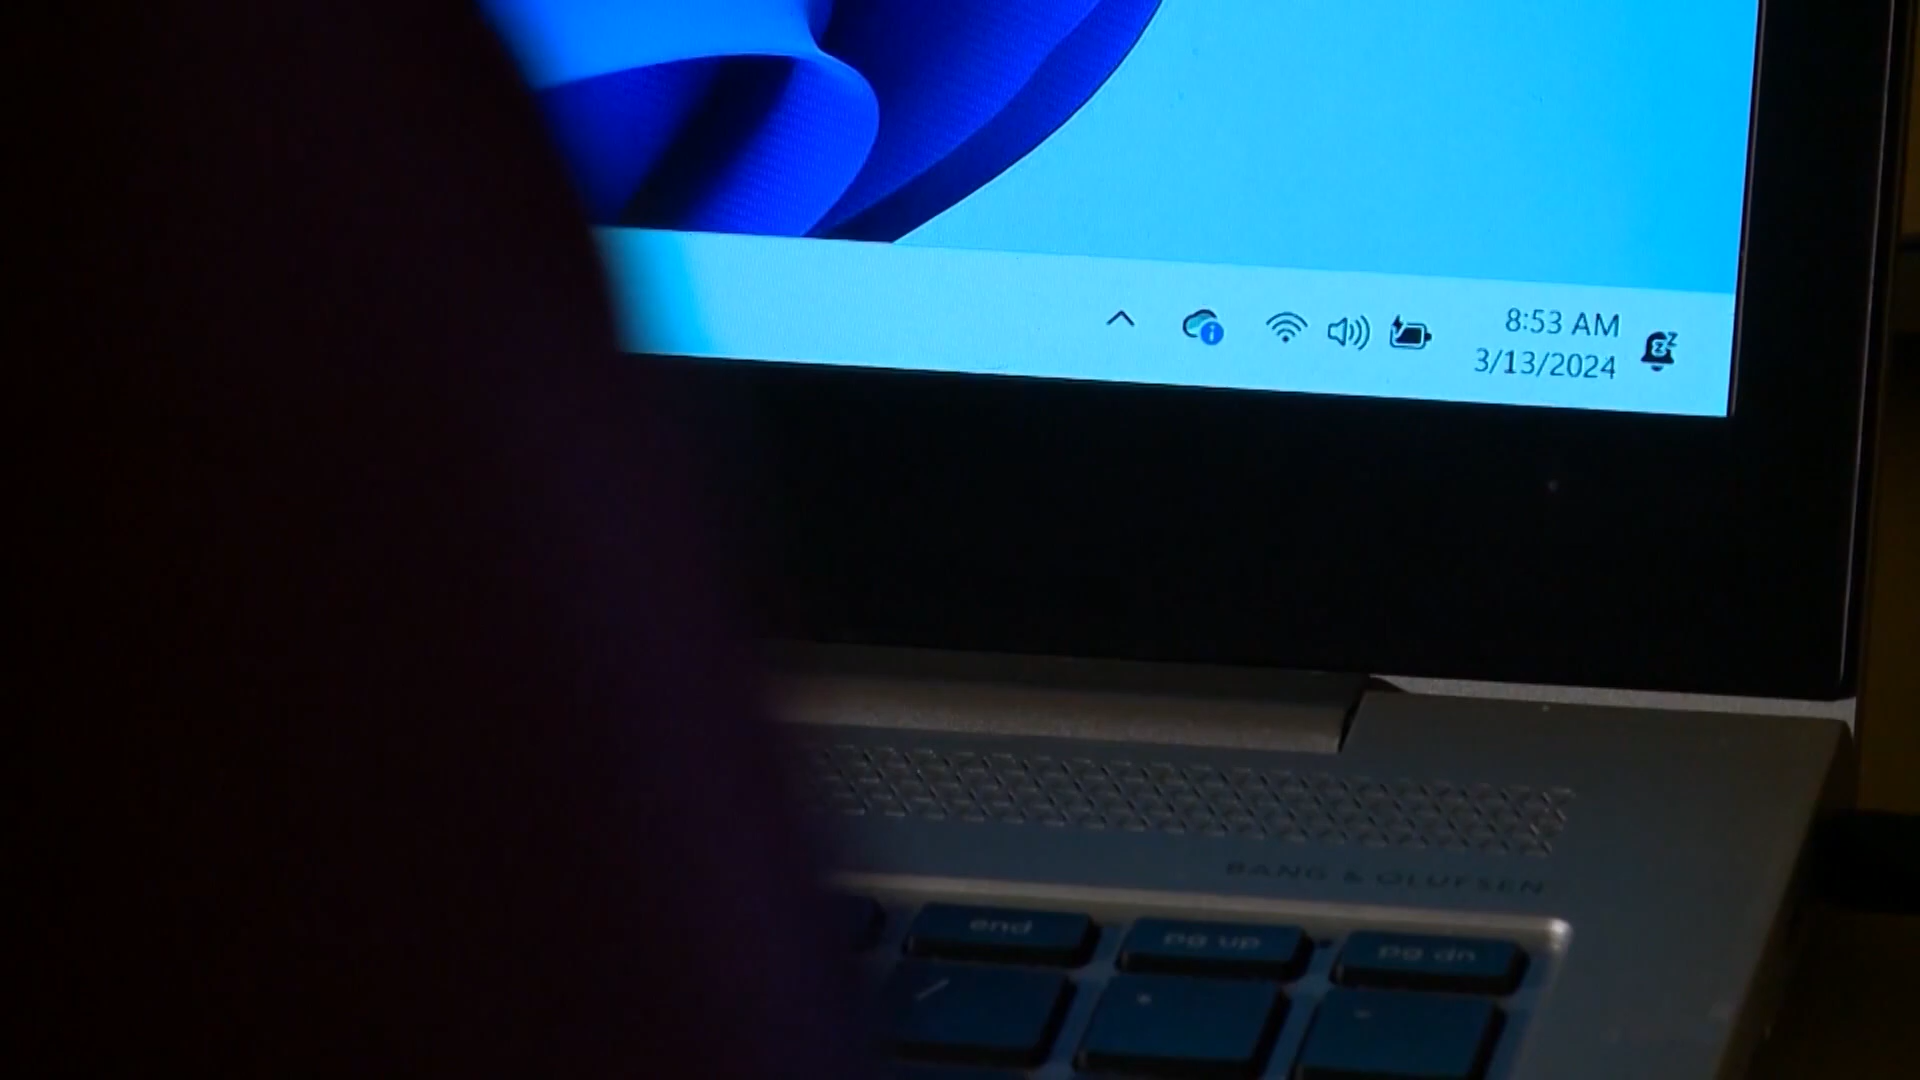 8:53 AM
3/13/2024
BANG & OLUFSEN
end
pg up
pg dn
/
*
-